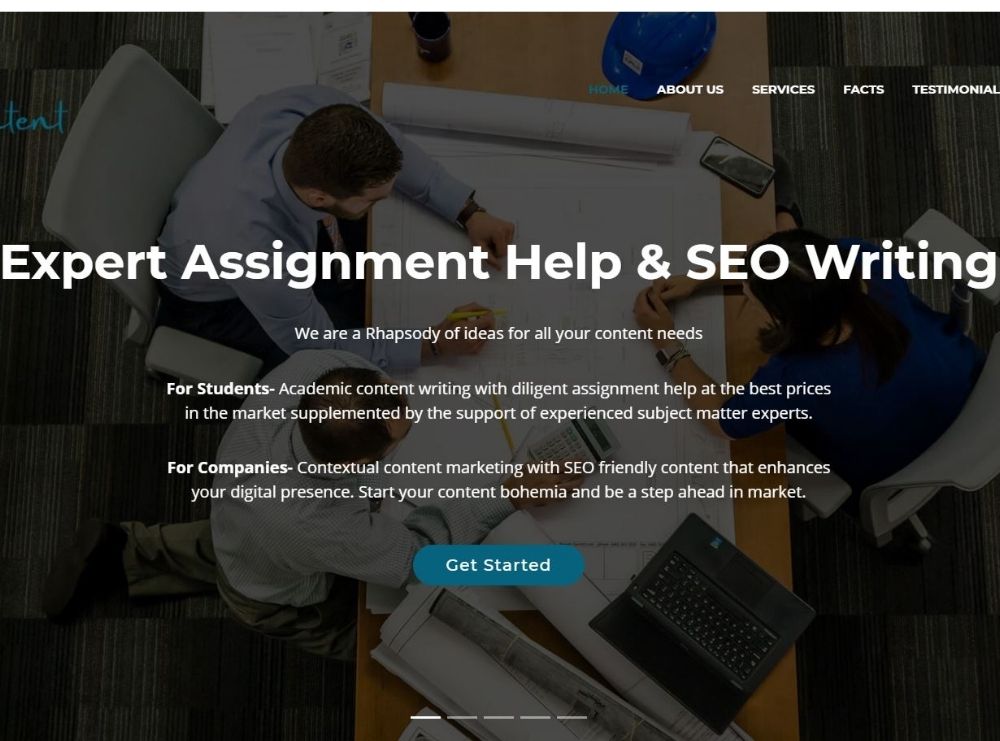 HOME ABOUT US SERVICES FACTS TESTIMONIAL
tent
Expert Assignment Help & SEO Writing
We are a Rhapsody of ideas for all your content needs
For Students- Academic content writing with diligent assignment help at the best prices
in the market supplemented by the support of experienced subject matter experts.
For Companies- Contextual content marketing with SEO friendly content that enhances
your digital presence. Start your content bohemia and be a step ahead in market.
Get Started